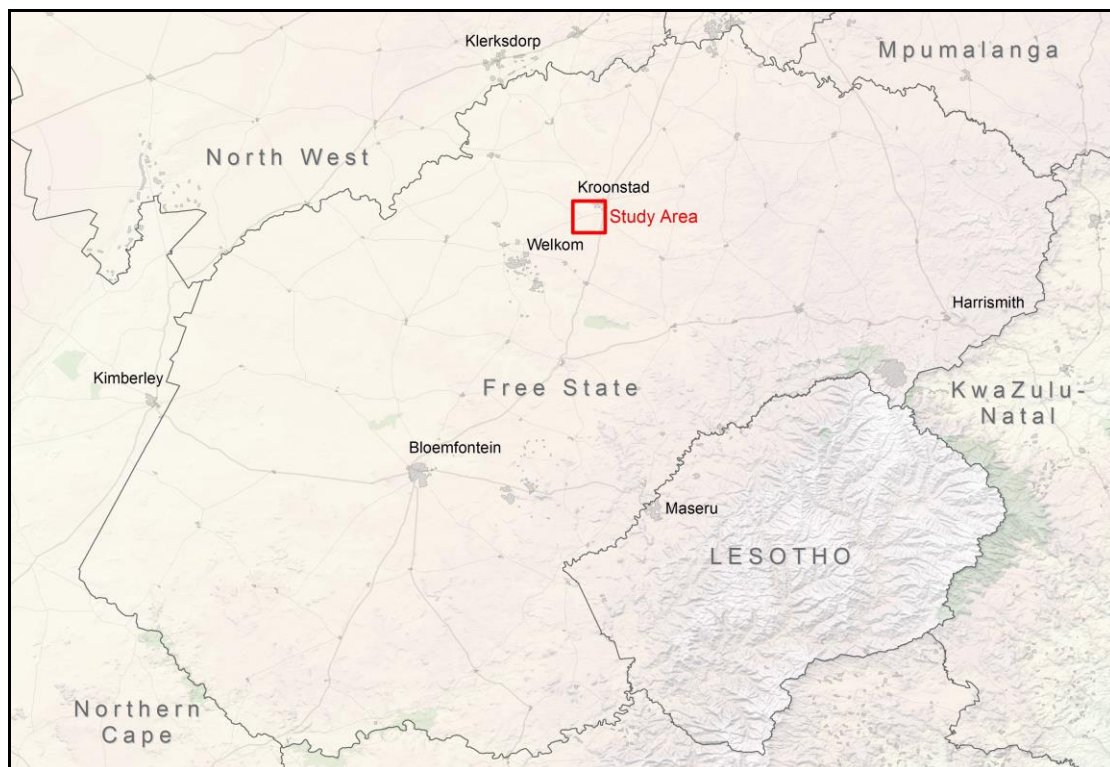 Klerksdorp
Mpumalanga
North West
Kroonstad
Study Area
Welkom
Harrismith
Kimberley
Free State
KwaZulu-
Natal
Bloemfontein
Maseru
LESOTHO
Northern
Cape